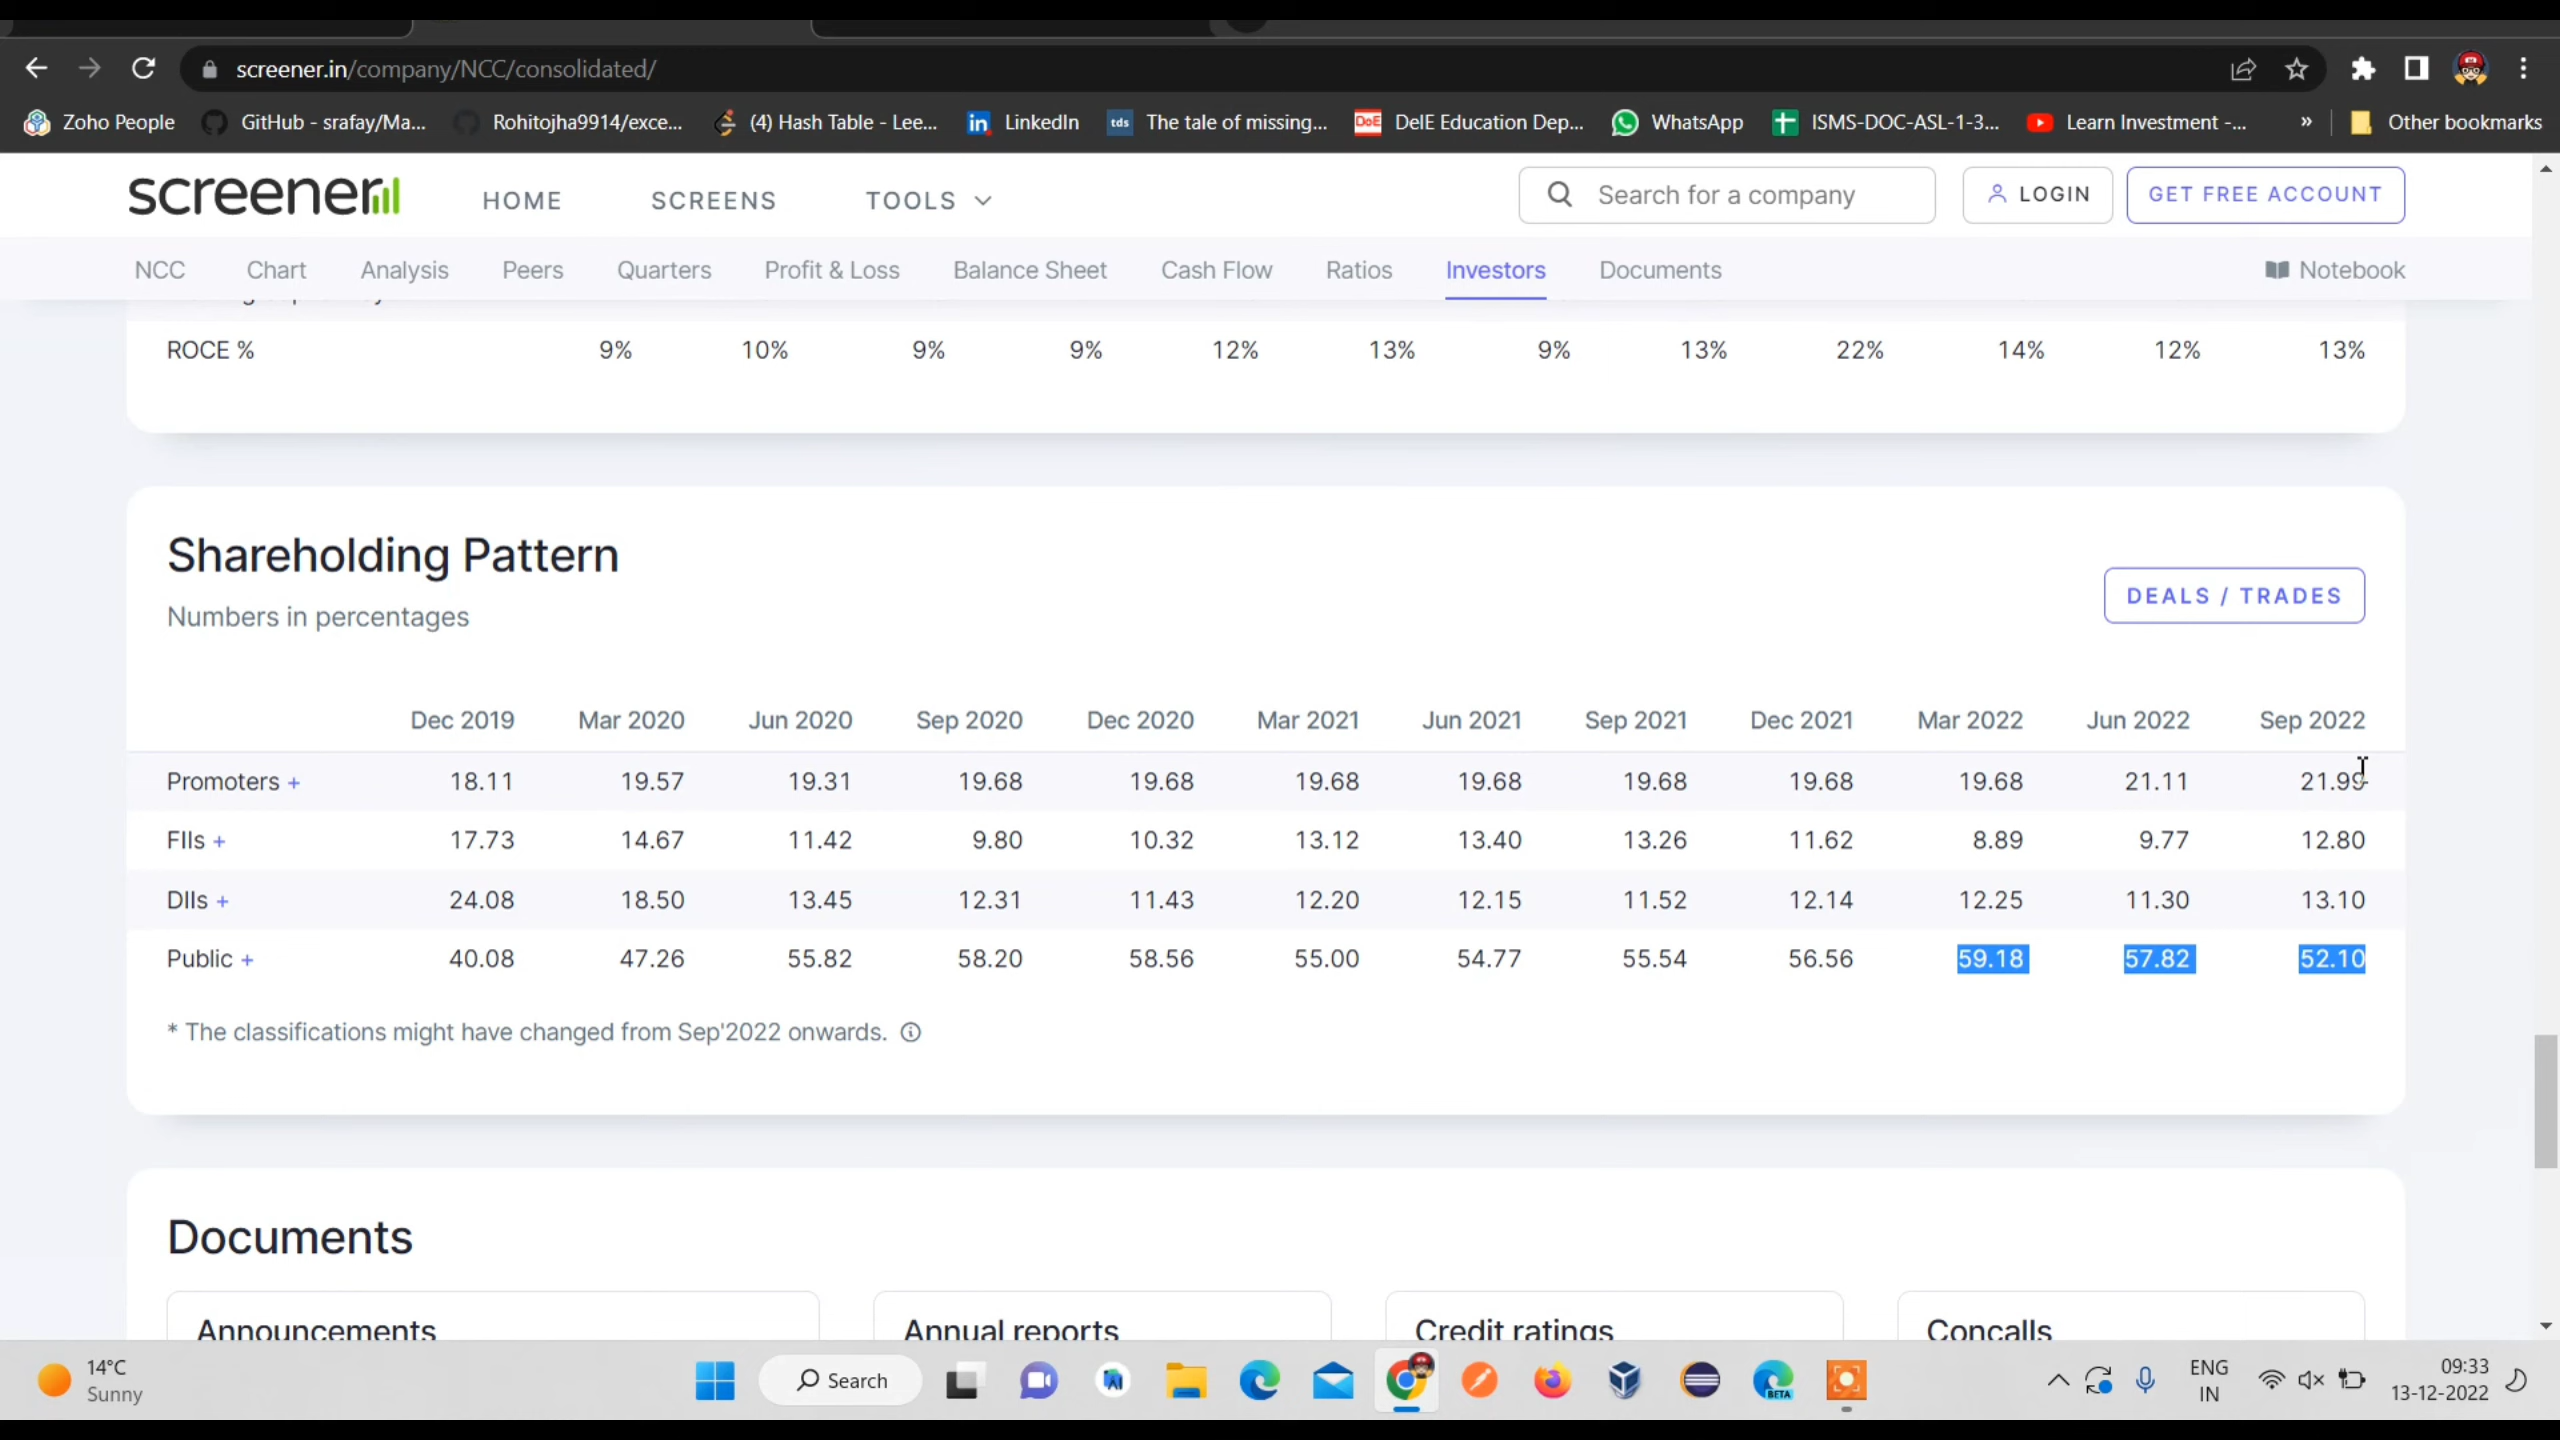 screener.in/company/NCC/consolidated/
Zoho People GitHub - srafay/Ma... Rohitojha9914/exce... (4) Hash Table - Lee... in LinkedIn tds The tale of missing... DoE DelE Education Dep... WhatsApp ISMS-DOC-ASL-1-3... Learn Investment -... » Other bookmarks
screener HOME SCREENS TOOLS Search for a company LOGIN GET FREE ACCOUNT
NCC Chart Analysis Peers Quarters Profit & Loss Balance Sheet Cash Flow Ratios Investors Documents Notebook
ROCE % 9% 10% 9% 9% 12% 13% 9% 13% 22% 14% 12% 13%
Shareholding Pattern
Numbers in percentages
DEALS / TRADES
Dec 2019 Mar 2020 Jun 2020 Sep 2020 Dec 2020 Mar 2021 Jun 2021 Sep 2021 Dec 2021 Mar 2022 Jun 2022 Sep 2022
Promoters + 18.11 19.57 19.31 19.68 19.68 19.68 19.68 19.68 19.68 19.68 21.11 21.99
FIIs + 17.73 14.67 11.42 9.80 10.32 13.12 13.40 13.26 11.62 8.89 9.77 12.80
DIIs + 24.08 18.50 13.45 12.31 11.43 12.20 12.15 11.52 12.14 12.25 11.30 13.10
Public + 40.08 47.26 55.82 58.20 58.56 55.00 54.77 55.54 56.56 59.18 57.82 52.10
* The classifications might have changed from Sep'2022 onwards.
Documents
Announcements Annual reports Credit ratings Concalls
14°C
Sunny
Search
BETA
ENG
IN
09:33
13-12-2022